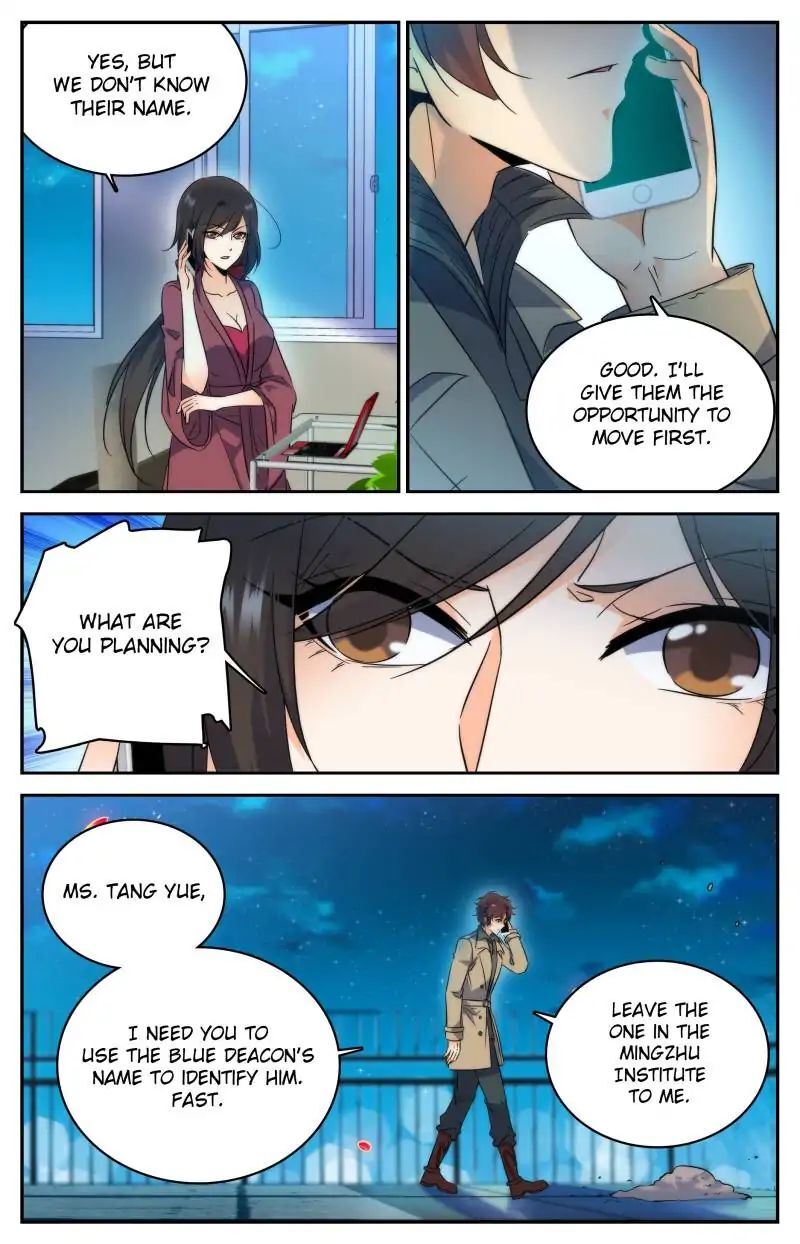 YES, BUT
WE DON'T KNOW
THEIR NAME.
GOOD. I'LL
GIVE THEM THE
OPPORTUNITY TO
MOVE FIRST.
WHAT ARE
YOU PLANNING?
MS. TANG YUE,
I NEED YOU TO
USE THE BLUE DEACON'S
NAME TO IDENTIFY HIM.
FAST.
LEAVE THE
ONE IN THE
MINGZHU
INSTITUTE
TO ME.